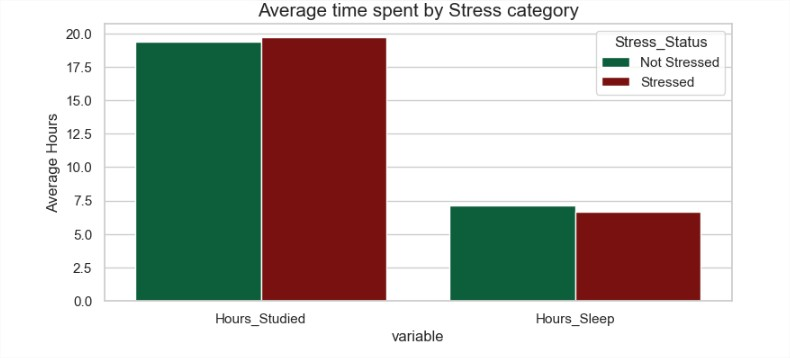 Average time spent by Stress category
Stress_Status
Not Stressed
Stressed
Average Hours
20.0
17.5
15.0
12.5
10.0
7.5
5.0
2.5
0.0
Hours_Studied
Hours_Sleep
variable